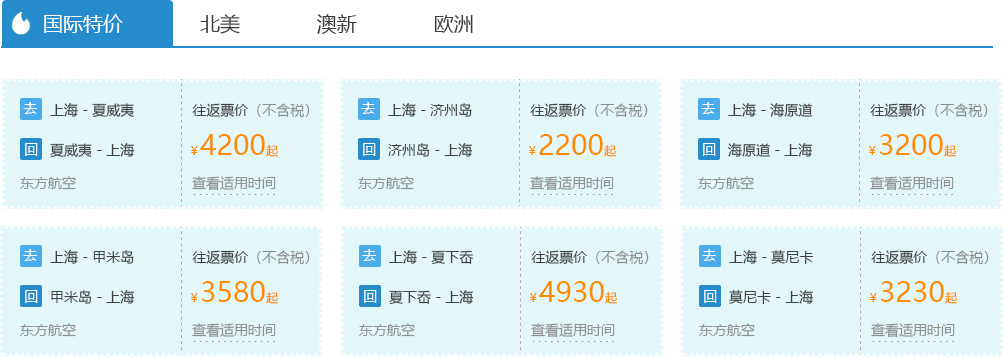 国际特价 北美 澳新 欧洲
去 上海 - 夏威夷 往返票价（不含税）
回 夏威夷 - 上海 ¥4200起
东方航空 查看适用时间
去 上海 - 济州岛 往返票价（不含税）
回 济州岛 - 上海 ¥2200起
东方航空 查看适用时间
去 上海 - 海原道 往返票价（不含税）
回 海原道 - 上海 ¥3200起
东方航空 查看适用时间
去 上海 - 甲米岛 往返票价（不含税）
回 甲米岛 - 上海 ¥3580起
东方航空 查看适用时间
去 上海 - 夏下岙 往返票价（不含税）
回 夏下岙 - 上海 ¥4930起
东方航空 查看适用时间
去 上海 - 莫尼卡 往返票价（不含税）
回 莫尼卡 - 上海 ¥3230起
东方航空 查看适用时间